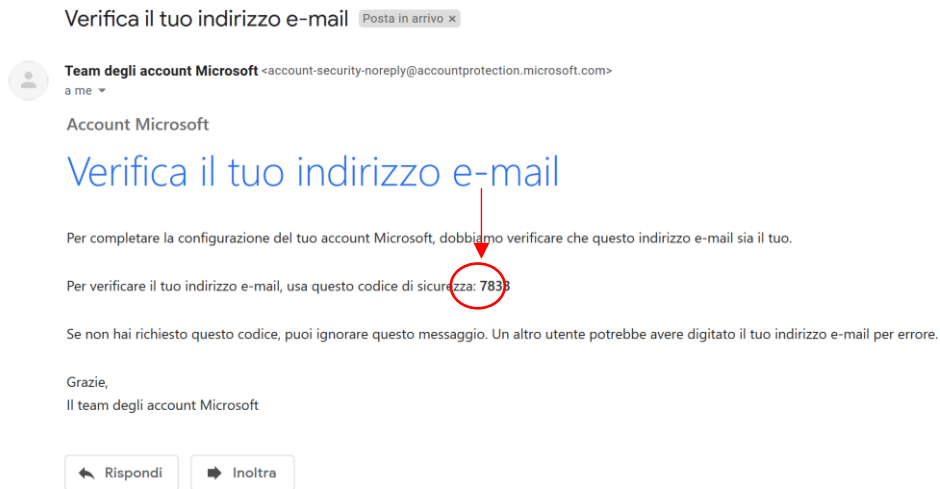 Verifica il tuo indirizzo e-mail Posta in arrivo ×
Team degli account Microsoft <account-security-noreply@accountprotection.microsoft.com>
a me
Account Microsoft
Verifica il tuo indirizzo e-mail
Per completare la configurazione del tuo account Microsoft, dobbiamo verificare che questo indirizzo e-mail sia il tuo.
Per verificare il tuo indirizzo e-mail, usa questo codice di sicurezza: 7833
Se non hai richiesto questo codice, puoi ignorare questo messaggio. Un altro utente potrebbe avere digitato il tuo indirizzo e-mail per errore.
Grazie,
Il team degli account Microsoft
Rispondi Inoltra